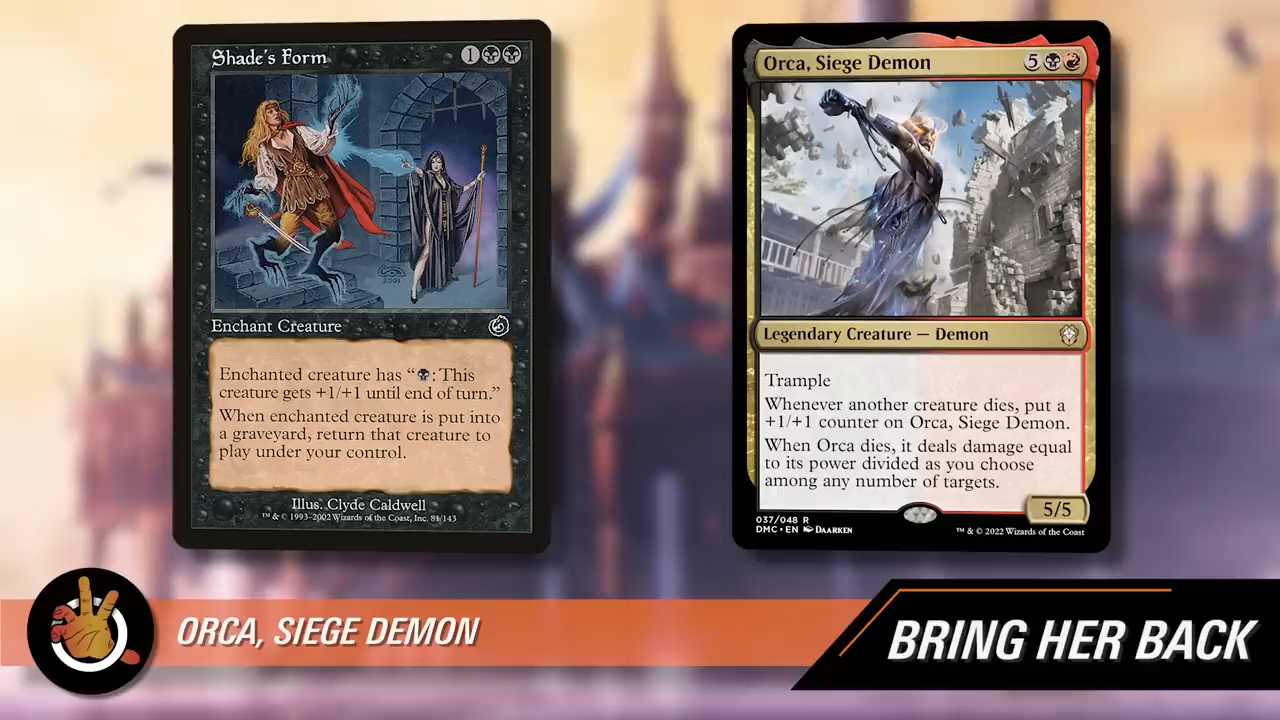 Shade's Form 1
Enchant Creature
Enchanted creature has “ : This
creature gets +1/+1 until end of turn.”
When enchanted creature is put into
a graveyard, return that creature to
play under your control.
Illus. Clyde Caldwell
™ & © 1993–2002 Wizards of the Coast, Inc. 81/143
2001
Orca, Siege Demon 5
Legendary Creature — Demon
Trample
Whenever another creature dies, put a
+1/+1 counter on Orca, Siege Demon.
When Orca dies, it deals damage equal
to its power divided as you choose
among any number of targets.
5/5
037/048 R
DMC • EN DAARKEN
™ & © 2022 Wizards of the Coast
ORCA, SIEGE DEMON
BRING HER BACK